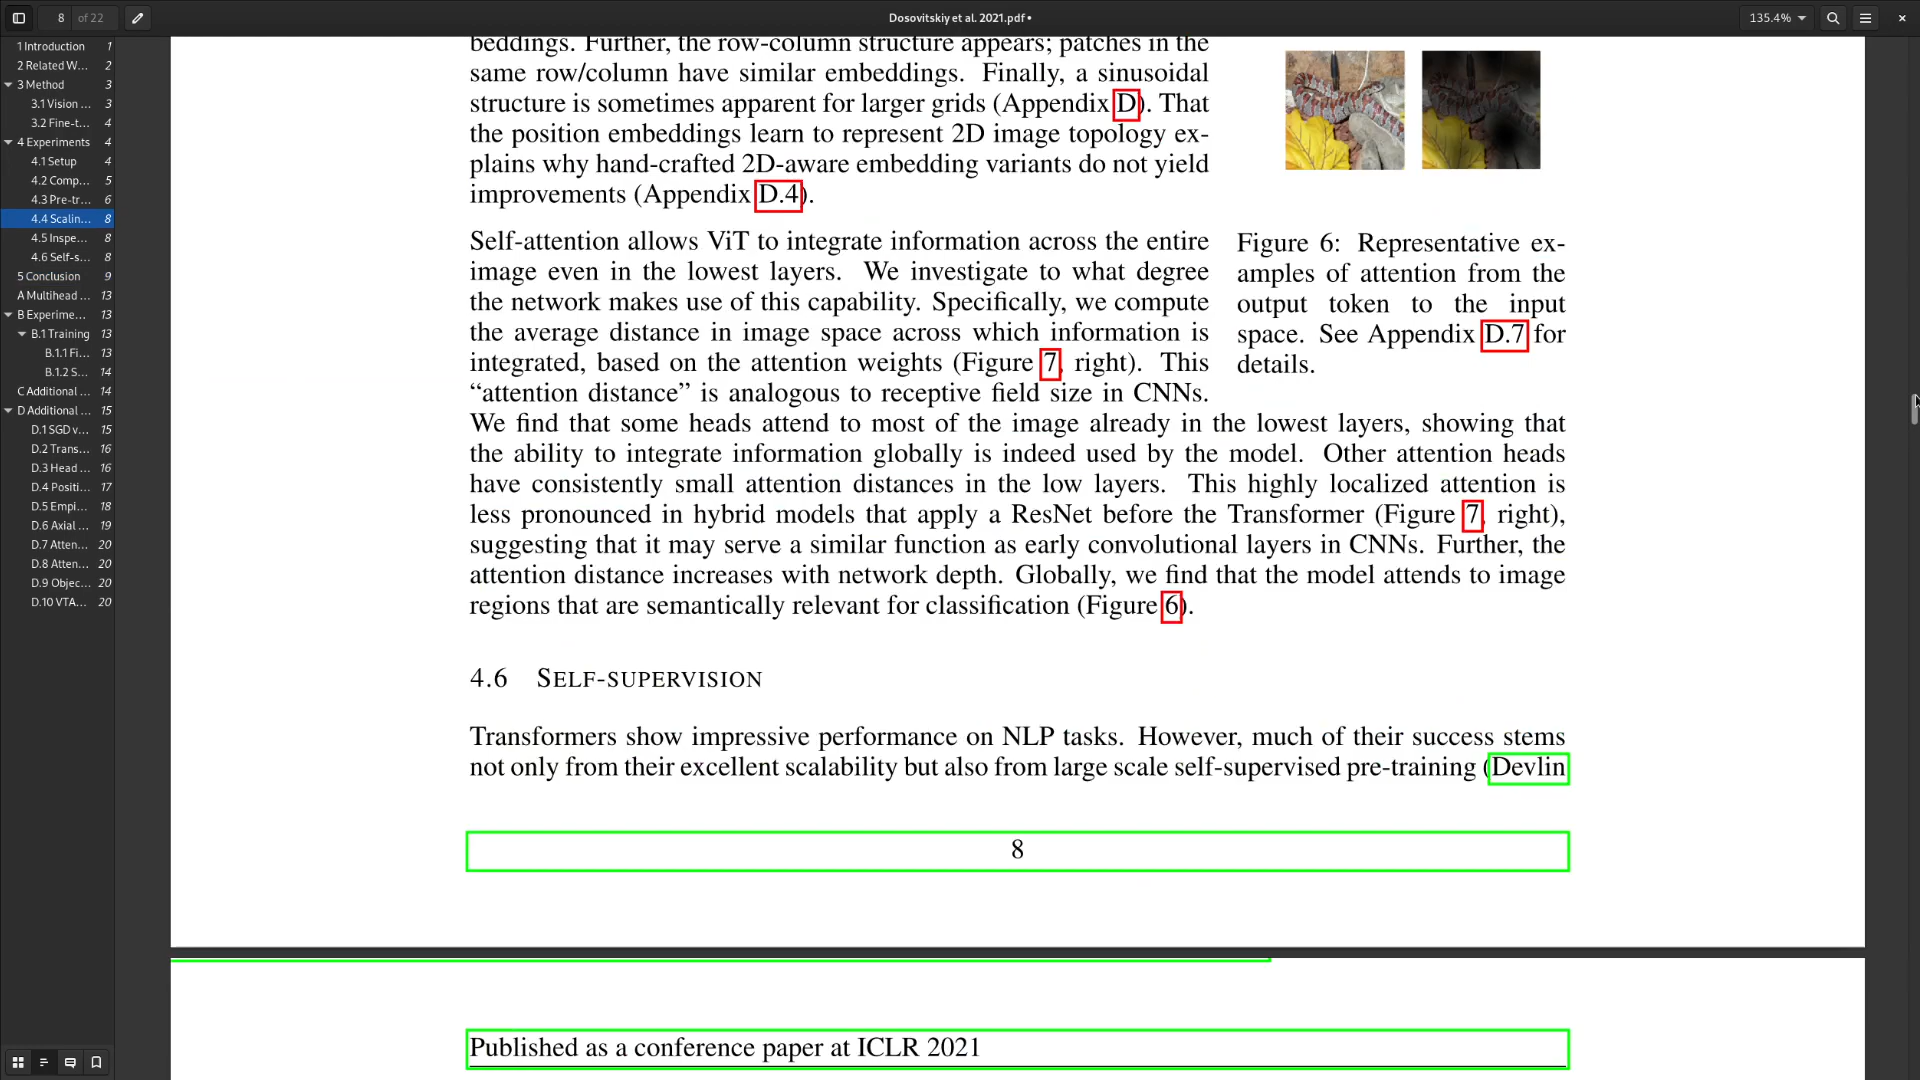 8 of 22
Dosovitskiy et al. 2021.pdf•
135.4%
1 Introduction 1
2 Related W... 2
3 Method 3
3.1 Vision ... 3
3.2 Fine-t... 4
4 Experiments 4
4.1 Setup 4
4.2 Comp... 5
4.3 Pre-tr... 6
4.4 Scalin... 8
4.5 Inspe... 8
4.6 Self-s... 8
5 Conclusion 9
A Multihead ... 13
B Experime... 13
B.1 Training 13
B.1.1 Fi... 13
B.1.2 S... 14
C Additional ... 14
D Additional ... 15
D.1 SGD v... 15
D.2 Trans... 16
D.3 Head ... 16
D.4 Positi... 17
D.5 Empi... 18
D.6 Axial ... 19
D.7 Atten... 20
D.8 Atten... 20
D.9 Objec... 20
D.10 VTA... 20
beddings. Further, the row-column structure appears; patches in the
same row/column have similar embeddings. Finally, a sinusoidal
structure is sometimes apparent for larger grids (Appendix D). That
the position embeddings learn to represent 2D image topology ex-
plains why hand-crafted 2D-aware embedding variants do not yield
improvements (Appendix D.4).
Self-attention allows ViT to integrate information across the entire
image even in the lowest layers. We investigate to what degree
the network makes use of this capability. Specifically, we compute
the average distance in image space across which information is
integrated, based on the attention weights (Figure 7, right). This
“attention distance” is analogous to receptive field size in CNNs.
Figure 6: Representative ex-
amples of attention from the
output token to the input
space. See Appendix D.7 for
details.
We find that some heads attend to most of the image already in the lowest layers, showing that
the ability to integrate information globally is indeed used by the model. Other attention heads
have consistently small attention distances in the low layers. This highly localized attention is
less pronounced in hybrid models that apply a ResNet before the Transformer (Figure 7, right),
suggesting that it may serve a similar function as early convolutional layers in CNNs. Further, the
attention distance increases with network depth. Globally, we find that the model attends to image
regions that are semantically relevant for classification (Figure 6).
4.6 SELF-SUPERVISION
Transformers show impressive performance on NLP tasks. However, much of their success stems
not only from their excellent scalability but also from large scale self-supervised pre-training (Devlin
8
Published as a conference paper at ICLR 2021